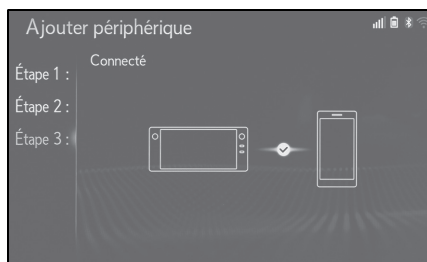 Ajouter périphérique
Connecté
Étape 1 :
Étape 2 :
Étape 3 :